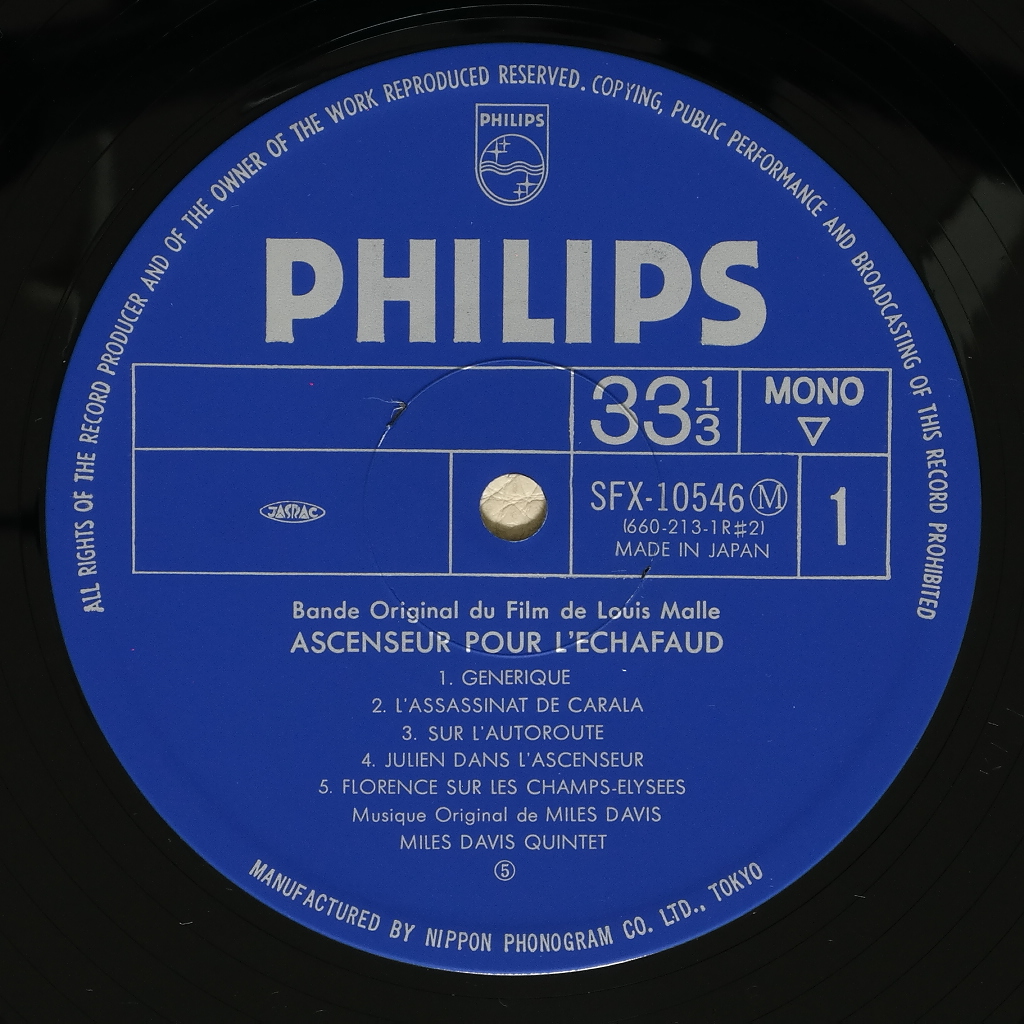 ALL RIGHTS OF THE RECORD PRODUCER AND OF THE OWNER OF THE WORK REPRODUCED RESERVED. COPYING, PUBLIC PERFORMANCE AND BROADCASTING OF THIS RECORD PROHIBITED
PHILIPS
PHILIPS
33 1/3
MONO
▽
JASRAC
SFX-10546 Ⓜ
(660-213-1R#2)
MADE IN JAPAN
1
Bande Original du Film de Louis Malle
ASCENSEUR POUR L'ECHAFAUD
1. GENERIQUE
2. L'ASSASSINAT DE CARALA
3. SUR L'AUTOROUTE
4. JULIEN DANS L'ASCENSEUR
5. FLORENCE SUR LES CHAMPS-ELYSEES
Musique Original de MILES DAVIS
MILES DAVIS QUINTET
⑤
MANUFACTURED BY NIPPON PHONOGRAM CO. LTD., TOKYO